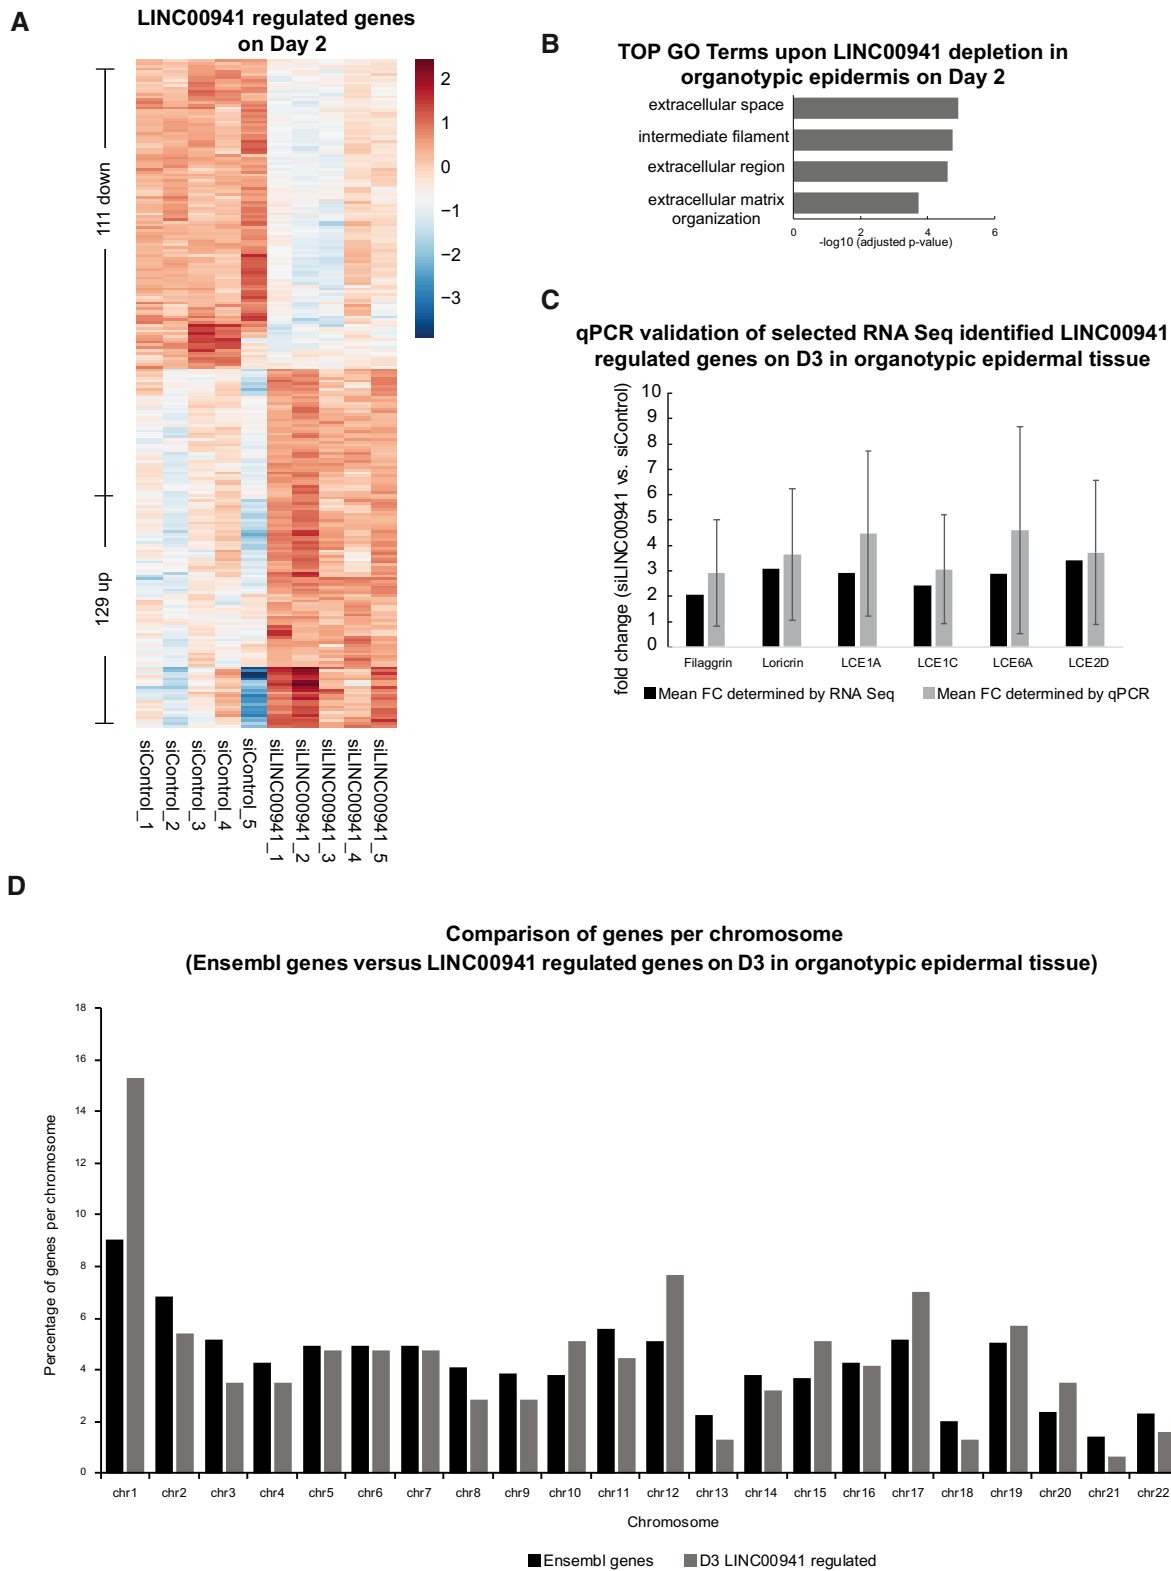 A
LINC00941 regulated genes
on Day 2
111 down
129 up
2
1
0
−1
−2
−3
siControl_1
siControl_2
siControl_3
siControl_4
siControl_5
siLINC00941_1
siLINC00941_2
siLINC00941_3
siLINC00941_4
siLINC00941_5
B
TOP GO Terms upon LINC00941 depletion in
organotypic epidermis on Day 2
extracellular space
intermediate filament
extracellular region
extracellular matrix
organization
0 2 4 6
-log10 (adjusted p-value)
C
qPCR validation of selected RNA Seq identified LINC00941
regulated genes on D3 in organotypic epidermal tissue
fold change (siLINC00941 vs. siControl)
10
9
8
7
6
5
4
3
2
1
0
Filaggrin Loricrin LCE1A LCE1C LCE6A LCE2D
Mean FC determined by RNA Seq Mean FC determined by qPCR
D
Comparison of genes per chromosome
(Ensembl genes versus LINC00941 regulated genes on D3 in organotypic epidermal tissue)
Percentage of genes per chromosome
18
16
14
12
10
8
6
4
2
0
chr1 chr2 chr3 chr4 chr5 chr6 chr7 chr8 chr9 chr10 chr11 chr12 chr13 chr14 chr15 chr16 chr17 chr18 chr19 chr20 chr21 chr22
Chromosome
Ensembl genes D3 LINC00941 regulated